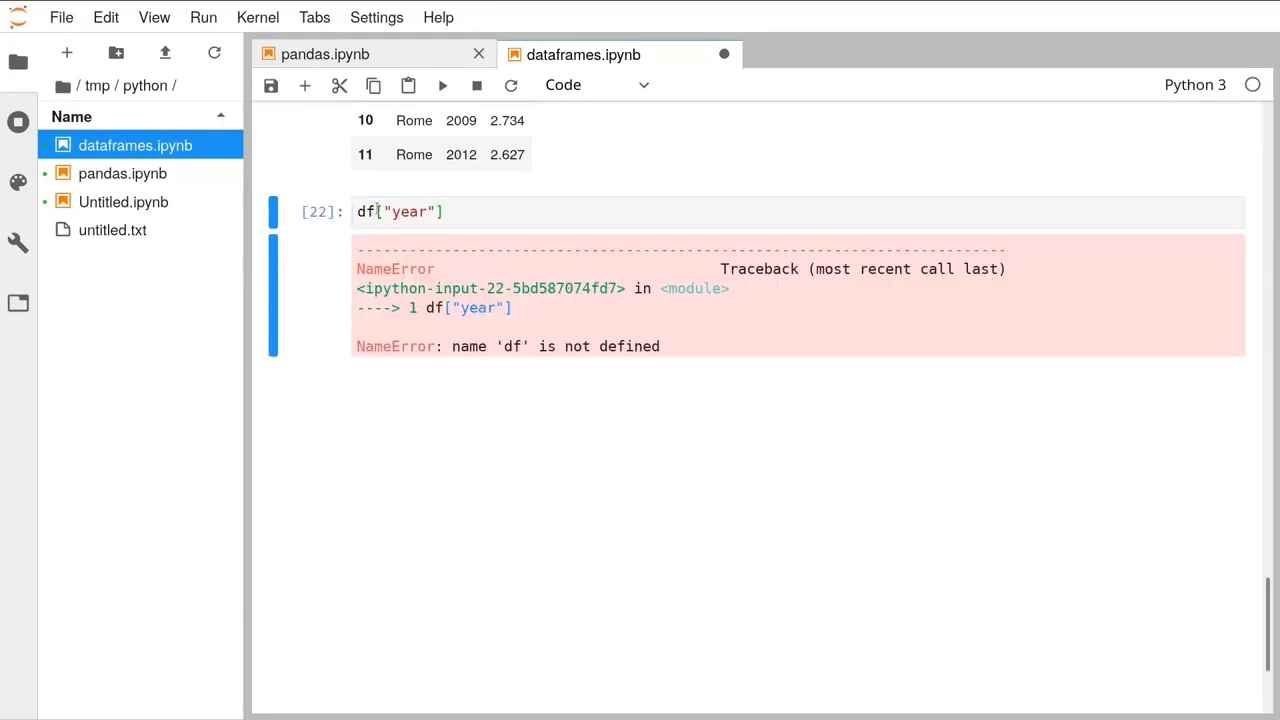 File Edit View Run Kernel Tabs Settings Help
pandas.ipynb
dataframes.ipynb
/ tmp / python /
Code
Python 3
Name
dataframes.ipynb
pandas.ipynb
Untitled.ipynb
untitled.txt
10 Rome 2009 2.734
11 Rome 2012 2.627
[22]: df["year"]
---------------------------------------------------------------------------
NameError Traceback (most recent call last)
<ipython-input-22-5bd587074fd7> in <module>
----> 1 df["year"]
NameError: name 'df' is not defined